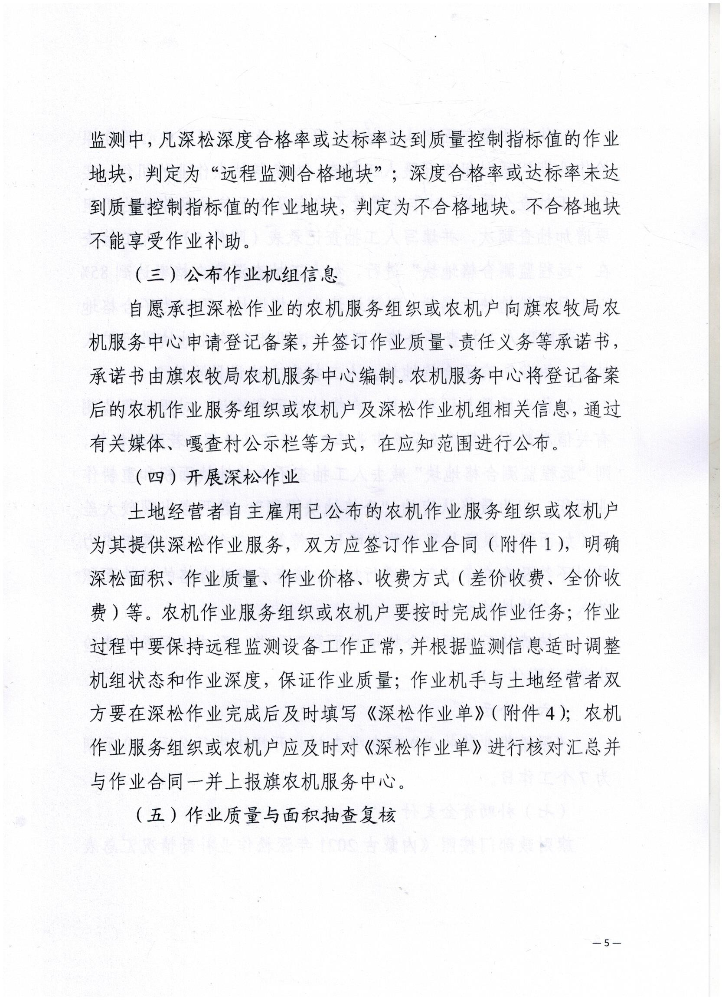 监测中，凡深松深度合格率或达标率达到质量控制指标值的作业
地块，判定为“远程监测合格地块”；深度合格率或达标率未达
到质量控制指标值的作业地块，判定为不合格地块。不合格地块
不能享受作业补助。
（三）公布作业机组信息
自愿承担深松作业的农机服务组织或农机户向旗农牧局农
机服务中心申请登记备案，并签订作业质量、责任义务等承诺书，
承诺书由旗农牧局农机服务中心编制。农机服务中心将登记备案
后的农机作业服务组织或农机户及深松作业机组相关信息，通过
有关媒体、嘎查村公示栏等方式，在应知范围进行公布。
（四）开展深松作业
土地经营者自主雇用已公布的农机作业服务组织或农机户
为其提供深松作业服务，双方应签订作业合同（附件1），明确
深松面积、作业质量、作业价格、收费方式（差价收费、全价收
费）等。农机作业服务组织或农机户要按时完成作业任务；作业
过程中要保持远程监测设备工作正常，并根据监测信息适时调整
机组状态和作业深度，保证作业质量；作业机手与土地经营者双
方要在深松作业完成后及时填写《深松作业单》（附件4）；农机
作业服务组织或农机户应及时对《深松作业单》进行核对汇总并
与作业合同一并上报旗农机服务中心。
（五）作业质量与面积抽查复核
— 5 —